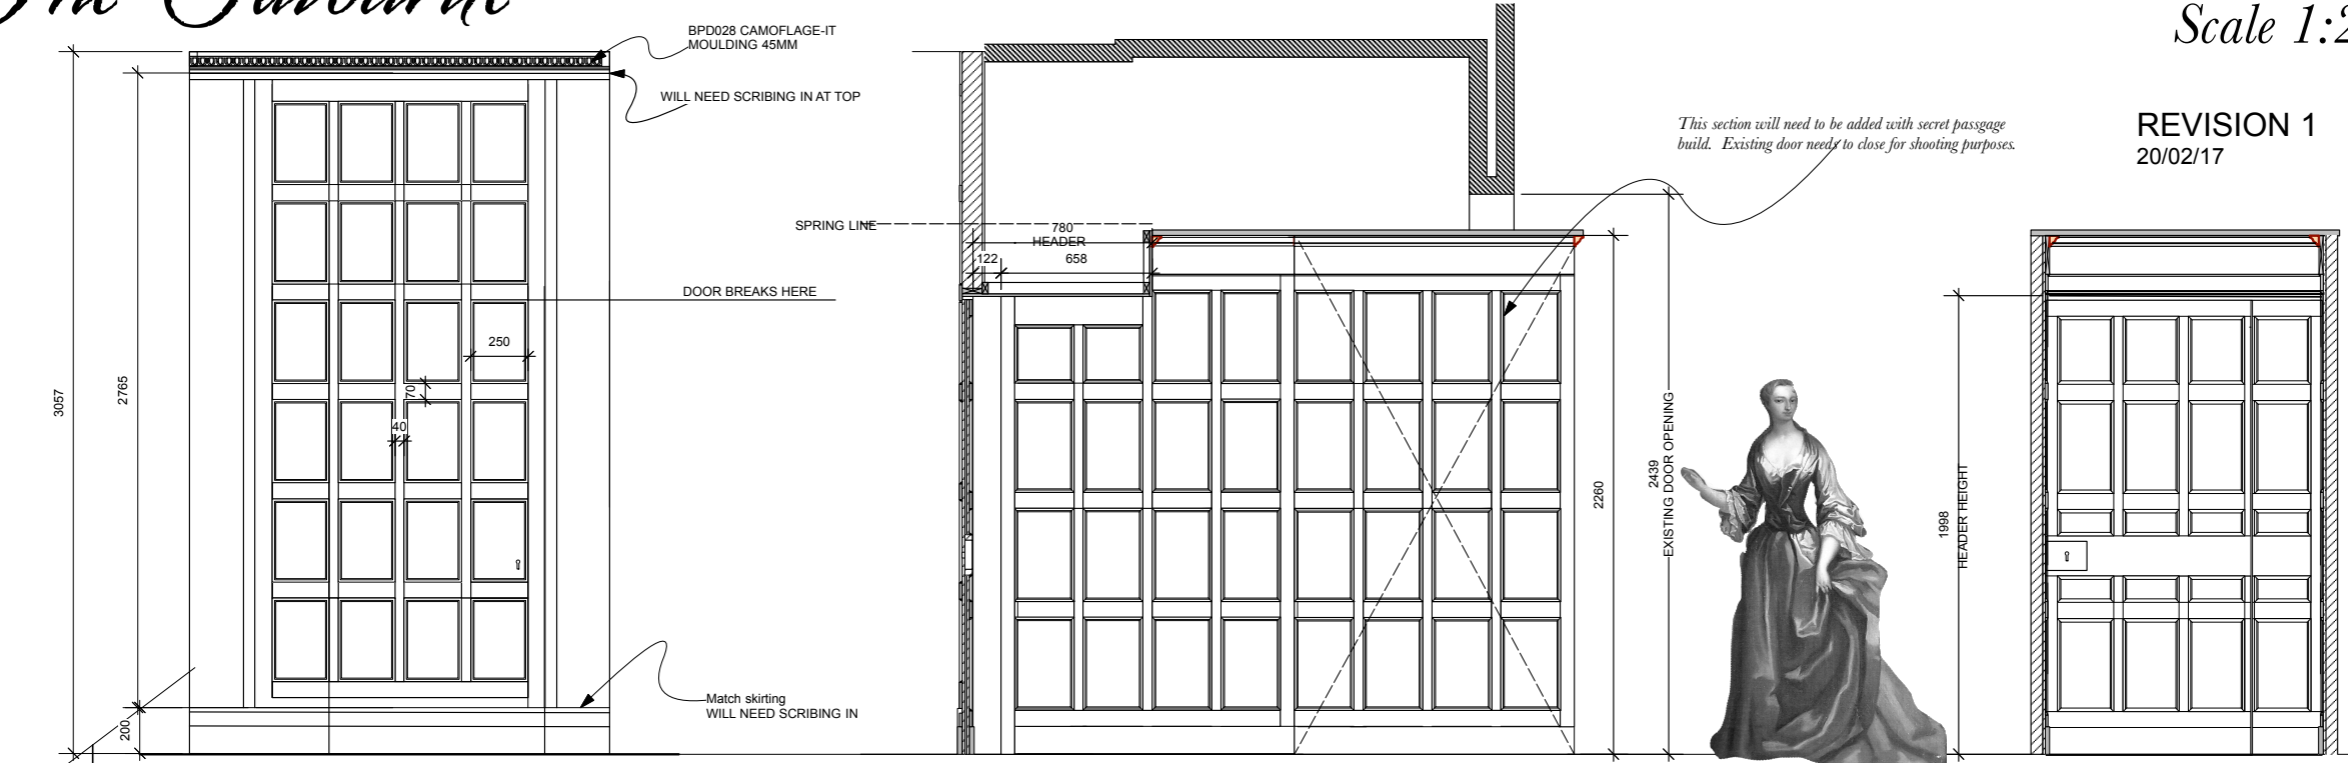 Scale 1:2
BPD028 CAMOFLAGE-IT
MOULDING 45MM
WILL NEED SCRIBING IN AT TOP
This section will need to be added with secret passgage
build. Existing door needs to close for shooting purposes.
REVISION 1
20/02/17
SPRING LINE
780
HEADER
122
658
DOOR BREAKS HERE
250
3057
2765
70
40
2260
2439
EXISTING DOOR OPENING
1998
HEADER HEIGHT
Match skirting
WILL NEED SCRIBING IN
200